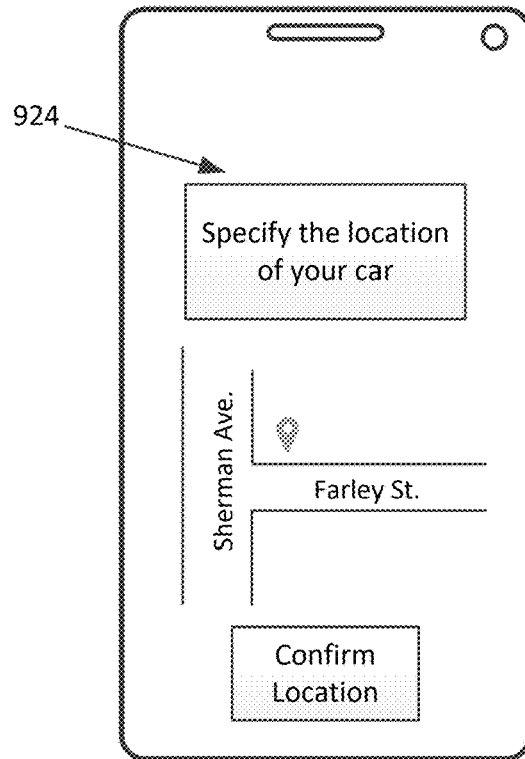 924
Specify the location
of your car
Sherman Ave.
Farley St.
Confirm
Location